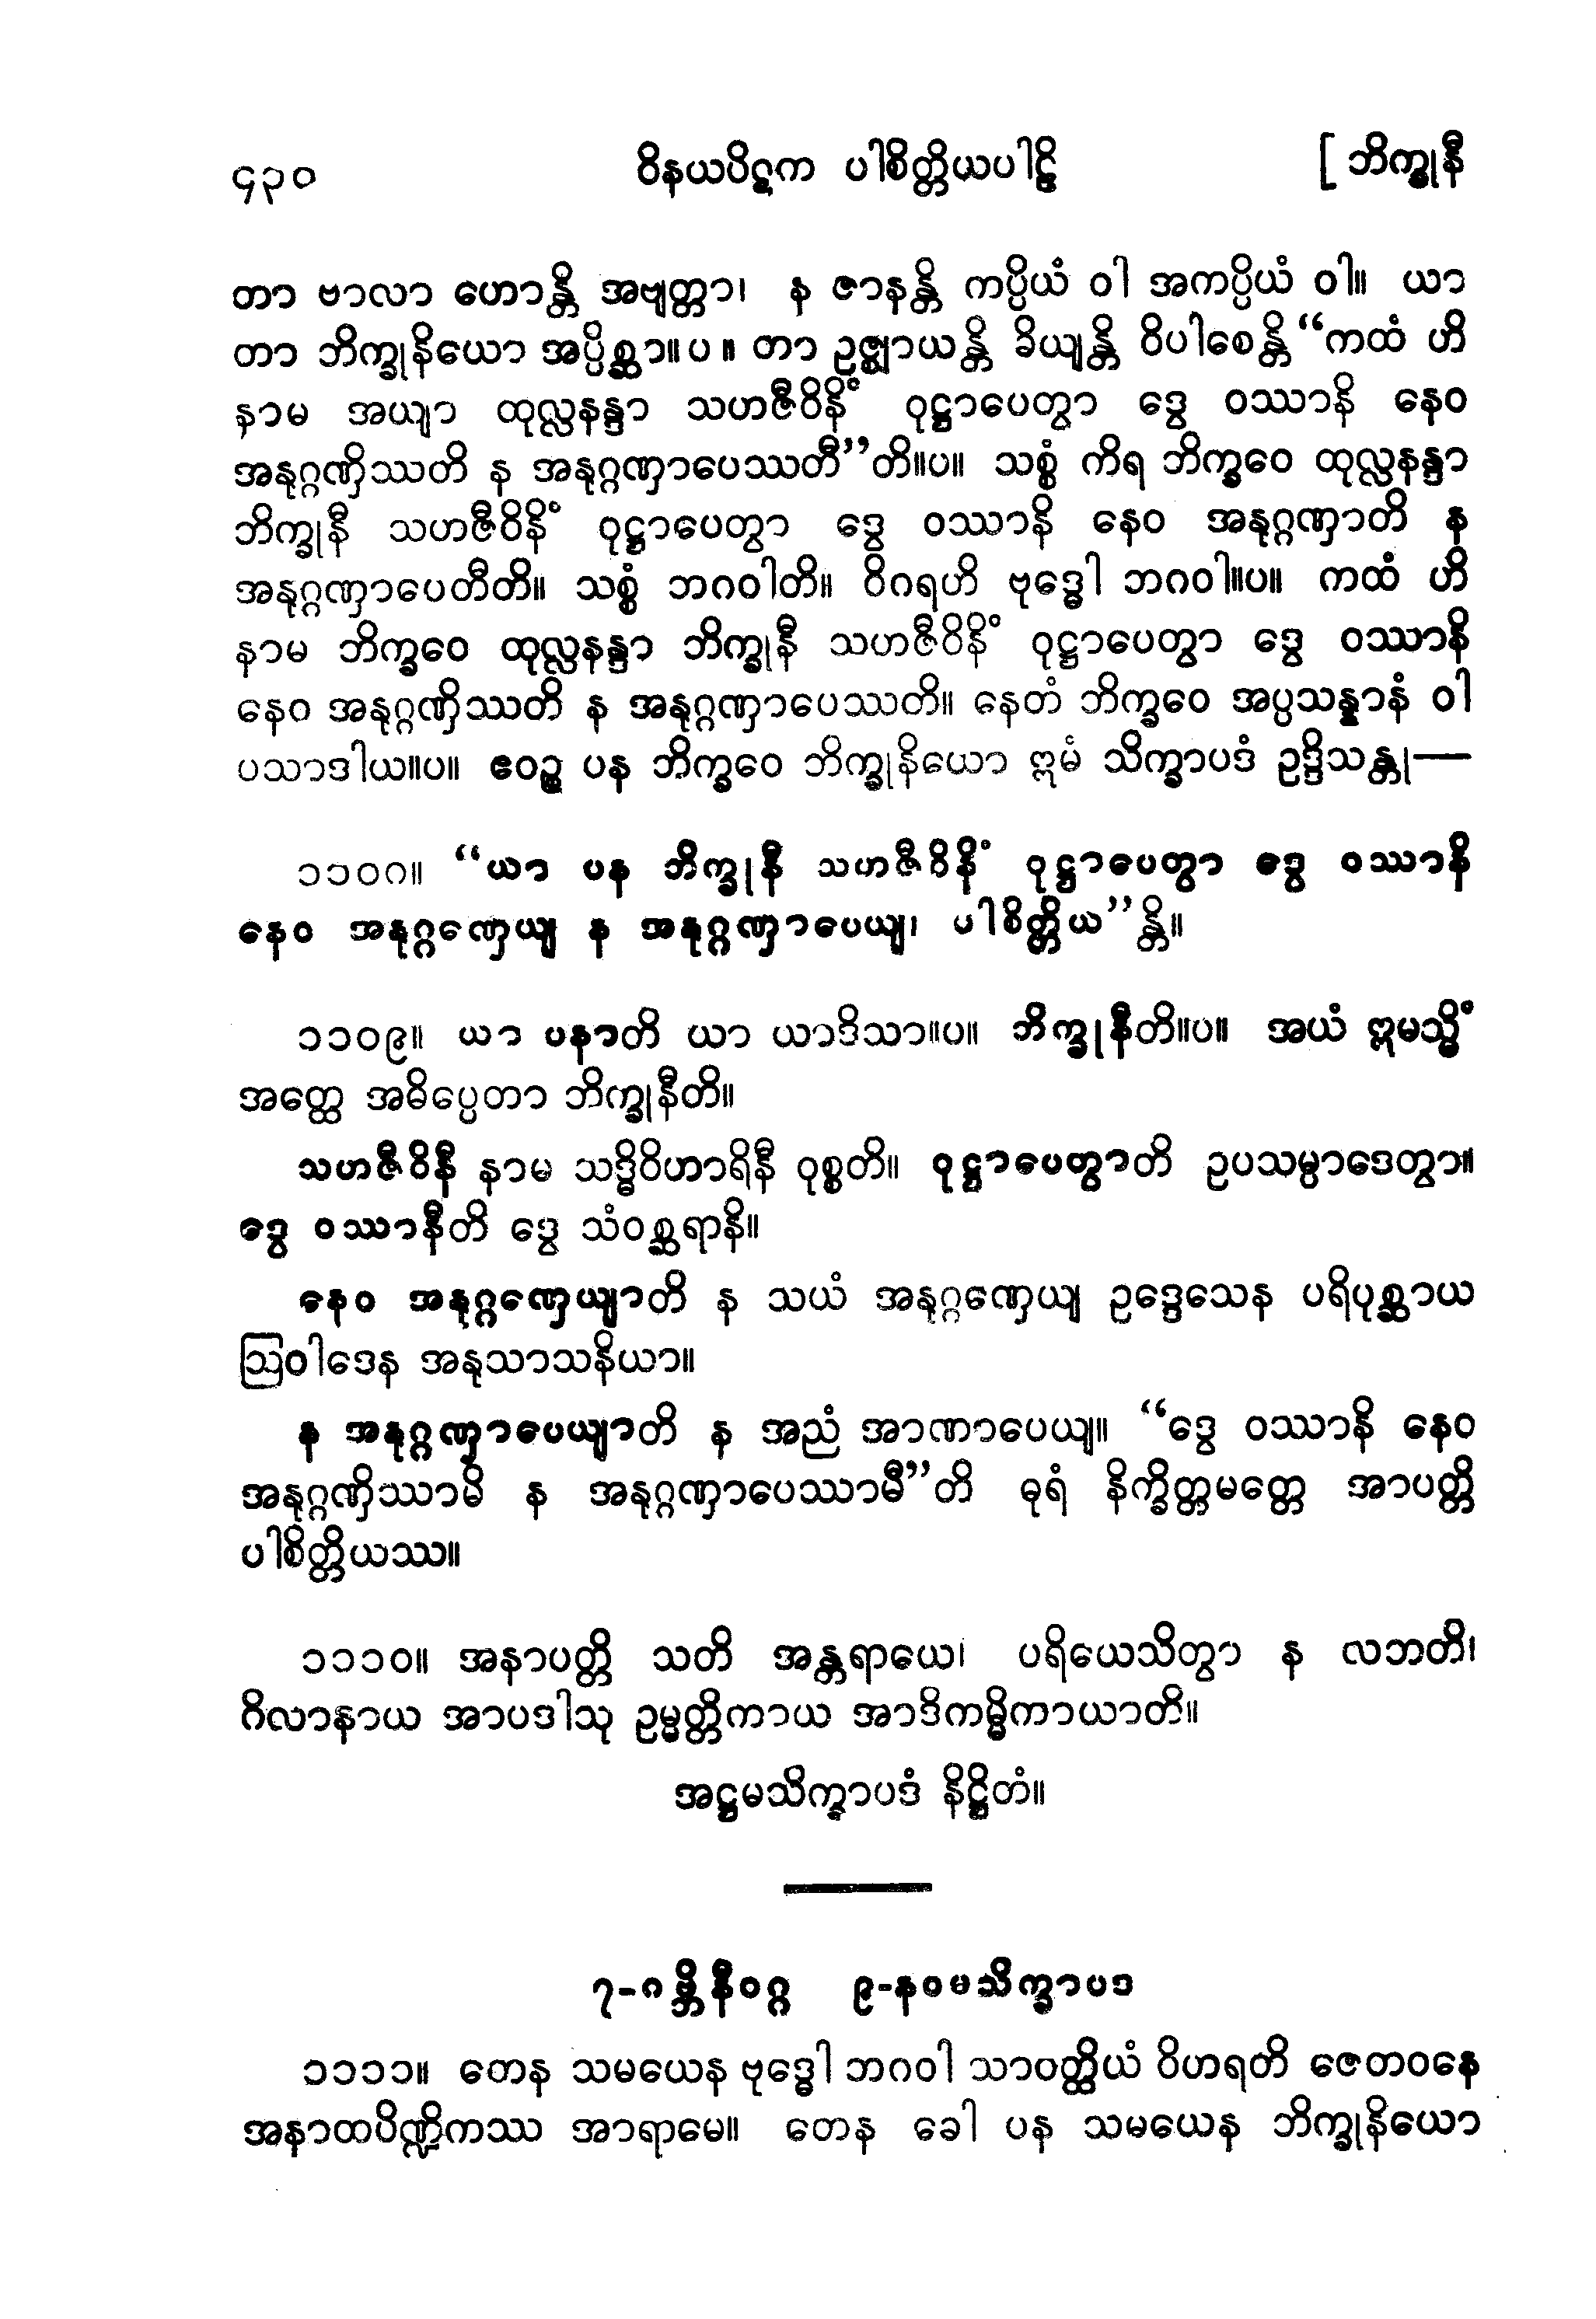 ၄၃၀ ဝိနယပိဋက ပါစိတ္တိယပါဠိ [ ဘိက္ခုနီ
တာ ဗာလာ ဟောန္တိ အဗျတ္တာ၊ န ဇာနန္တိ ကပ္ပိယံ ဝါ အကပ္ပိယံ ဝါ။ ယာ
တာ ဘိက္ခုနိယော အပ္ပိစ္ဆာ။ပ။ တာ ဥဇ္ဈာယန္တိ ခိယျန္တိ ဝိပါစေန္တိ “ကထံ ဟိ
နာမ အယျာ ထုလ္လနန္ဒာ သဟဇီဝိနိံ ဝုဋ္ဌာပေတွာ ဒွေ ဝဿာနိ နေဝ
အနုဂ္ဂဏှိဿတိ န အနုဂ္ဂဏှာပေဿတီ”တိ။ပ။ သစ္စံ ကိရ ဘိက္ခဝေ ထုလ္လနန္ဒာ
ဘိက္ခုနီ သဟဇီဝိနိံ ဝုဋ္ဌာပေတွာ ဒွေ ဝဿာနိ နေဝ အနုဂ္ဂဏှာတိ န
အနုဂ္ဂဏှာပေတီတိ။ သစ္စံ ဘဂဝါတိ။ ဝိဂရဟိ ဗုဒ္ဓေါ ဘဂဝါ။ပ။ ကထံ ဟိ
နာမ ဘိက္ခဝေ ထုလ္လနန္ဒာ ဘိက္ခုနီ သဟဇီဝိနိံ ဝုဋ္ဌာပေတွာ ဒွေ ဝဿာနိ
နေဝ အနုဂ္ဂဏှိဿတိ န အနုဂ္ဂဏှာပေဿတိ။ နေတံ ဘိက္ခဝေ အပ္ပသန္နာနံ ဝါ
ပသာဒါယ။ပ။ ဧဝဉ္စ ပန ဘိက္ခဝေ ဘိက္ခုနိယော ဣမံ သိက္ခာပဒံ ဥဒ္ဒိသန္တု—
၁၁၀၈။ “ယာ ပန ဘိက္ခုနီ သဟဇီဝိနိံ ဝုဋ္ဌာပေတွာ ဒွေ ဝဿာနိ
နေဝ အနုဂ္ဂဏှေယျ န အနုဂ္ဂဏှာပေယျ၊ ပါစိတ္တိယ”န္တိ။
၁၁၀၉။ ယာ ပနာတိ ယာ ယာဒိသာ။ပ။ ဘိက္ခုနီတိ။ပ။ အယံ ဣမသ္မိံ
အတ္ထေ အဓိပ္ပေတာ ဘိက္ခုနီတိ။
သဟဇီဝိနီ နာမ သဒ္ဓိဝိဟာရိနီ ဝုစ္စတိ။ ဝုဋ္ဌာပေတွာတိ ဥပသမ္ပာဒေတွာ။
ဒွေ ဝဿာနီတိ ဒွေ သံဝစ္ဆရာနိ။
နေဝ အနုဂ္ဂဏှေယျာတိ န သယံ အနုဂ္ဂဏှေယျ ဥဒ္ဒေသေန ပရိပုစ္ဆာယ
ဩဝါဒေန အနုသာသနိယာ။
န အနုဂ္ဂဏှာပေယျာတိ န အညံ အာဏာပေယျ။ “ဒွေ ဝဿာနိ နေဝ
အနုဂ္ဂဏှိဿာမိ န အနုဂ္ဂဏှာပေဿာမီ”တိ ဓုရံ နိက္ခိတ္တမတ္တေ အာပတ္တိ
ပါစိတ္တိယဿ။
၁၁၁၀။ အနာပတ္တိ သတိ အန္တရာယေ၊ ပရိယေသိတွာ န လဘတိ၊
ဂိလာနာယ အာပဒါသု ဥမ္မတ္တိကာယ အာဒိကမ္မိကာယာတိ။
အဋ္ဌမသိက္ခာပဒံ နိဋ္ဌိတံ။
၇-ဂဗ္ဘိနီဝဂ္ဂ ၉-နဝမသိက္ခာပဒ
၁၁၁၁။ တေန သမယေန ဗုဒ္ဓေါ ဘဂဝါ သာဝတ္ထိယံ ဝိဟရတိ ဇေတဝနေ
အနာထပိဏ္ဍိကဿ အာရာမေ။ တေန ခေါ ပန သမယေန ဘိက္ခုနိယော